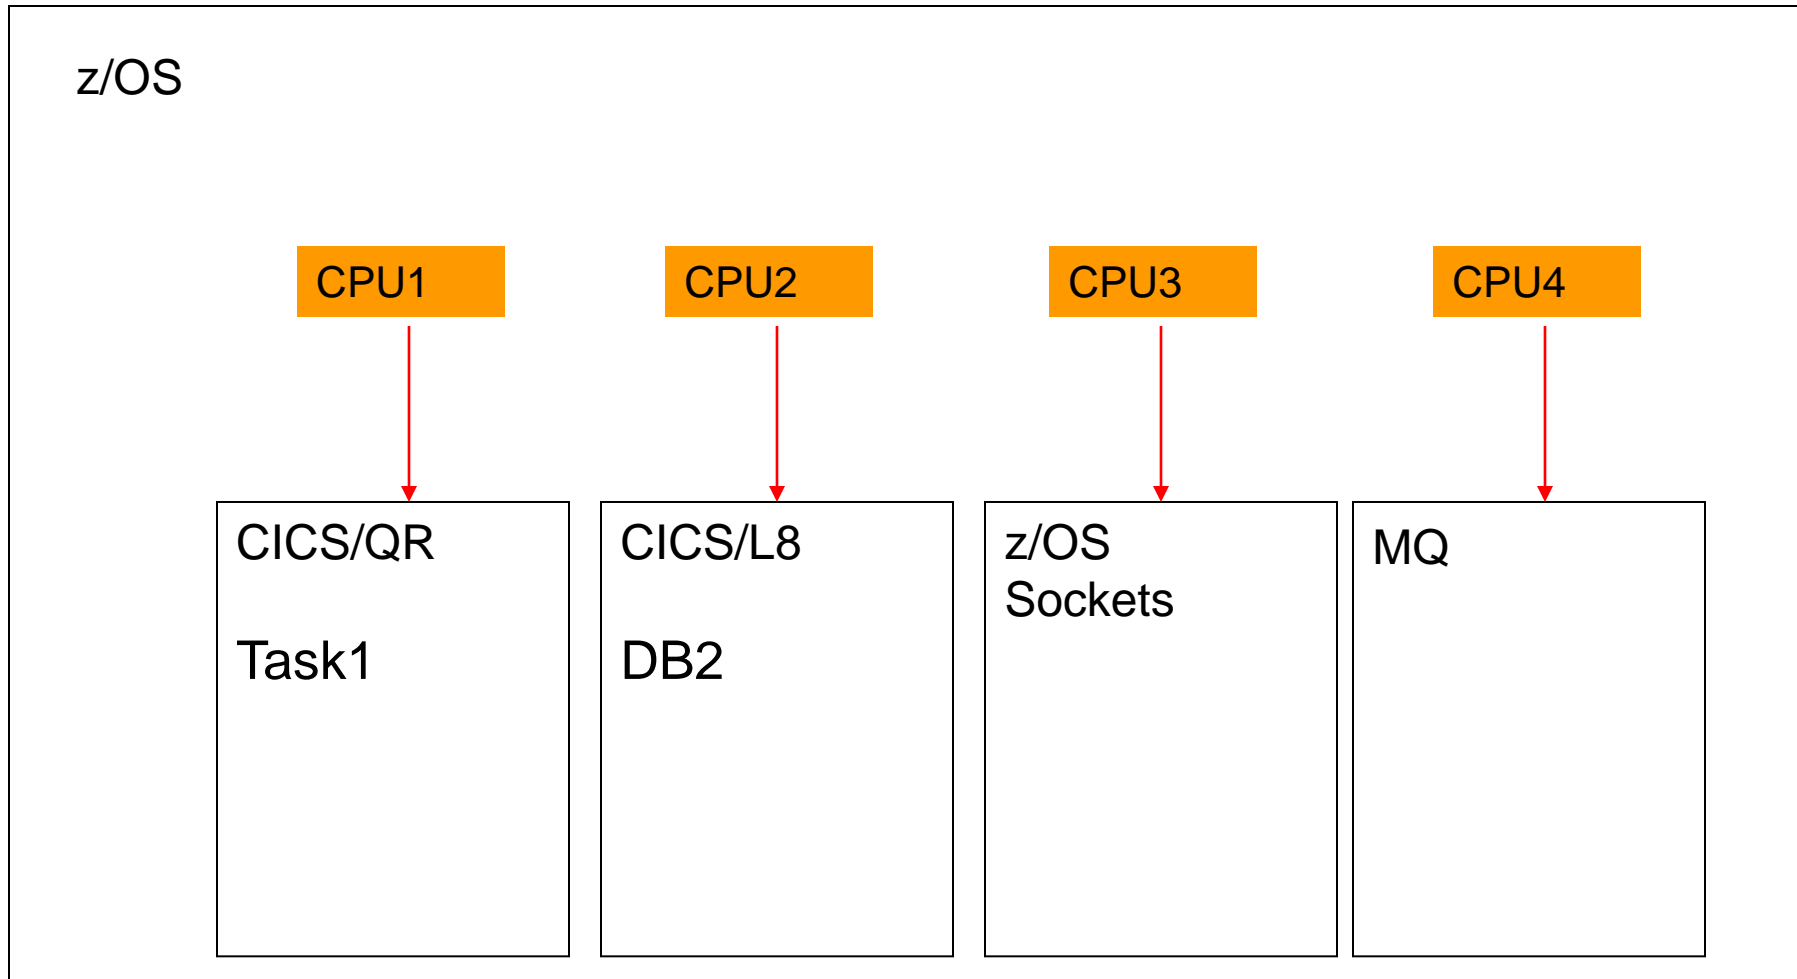 z/OS
CPU1
CPU2
CPU3
CPU4
CICS/QR
Task1
CICS/L8
DB2
z/OS
Sockets
MQ